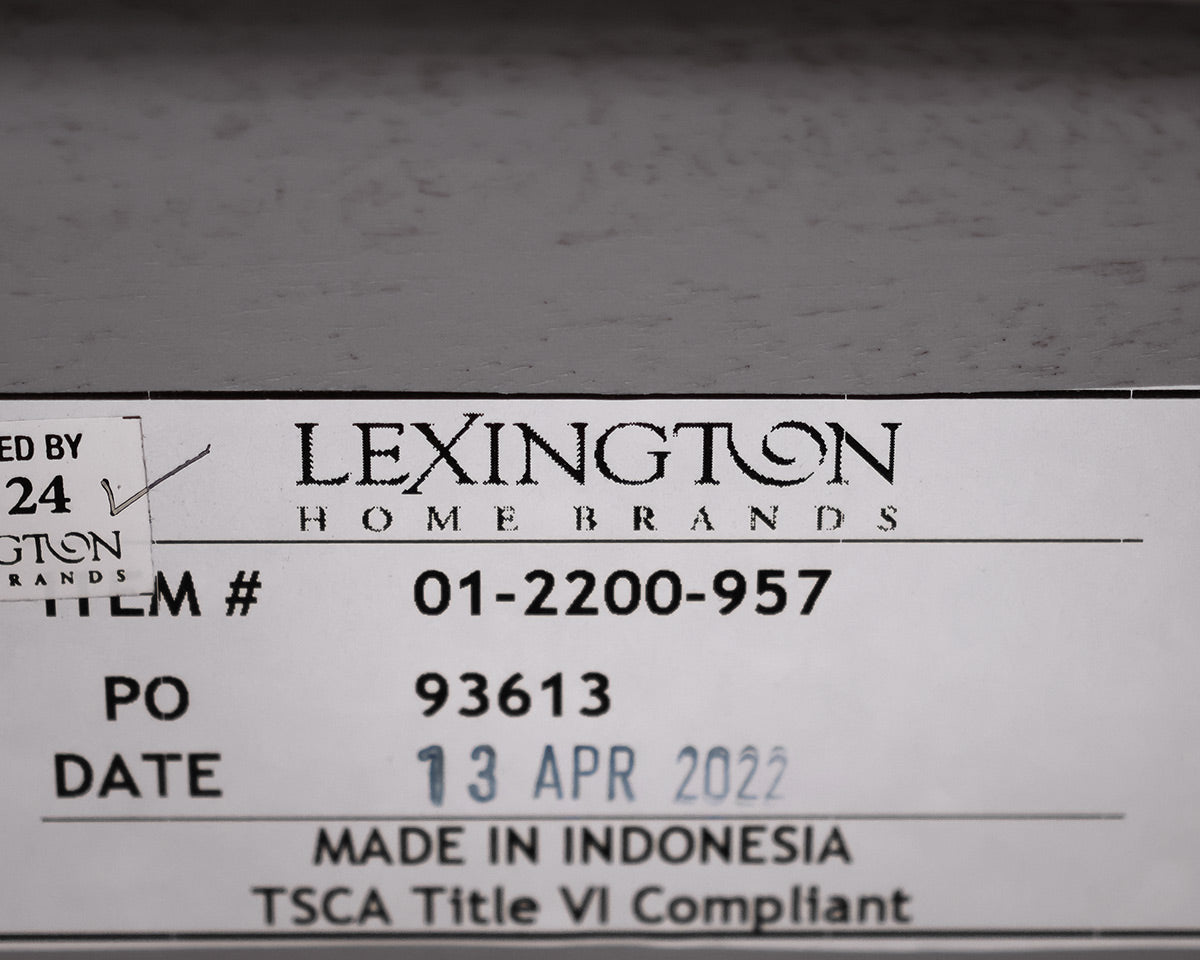 LEXINGTON
HOME BRANDS
ED BY
24
GTON
RANDS
ITEM # 01-2200-957
PO 93613
DATE 13 APR 2022
MADE IN INDONESIA
TSCA Title VI Compliant